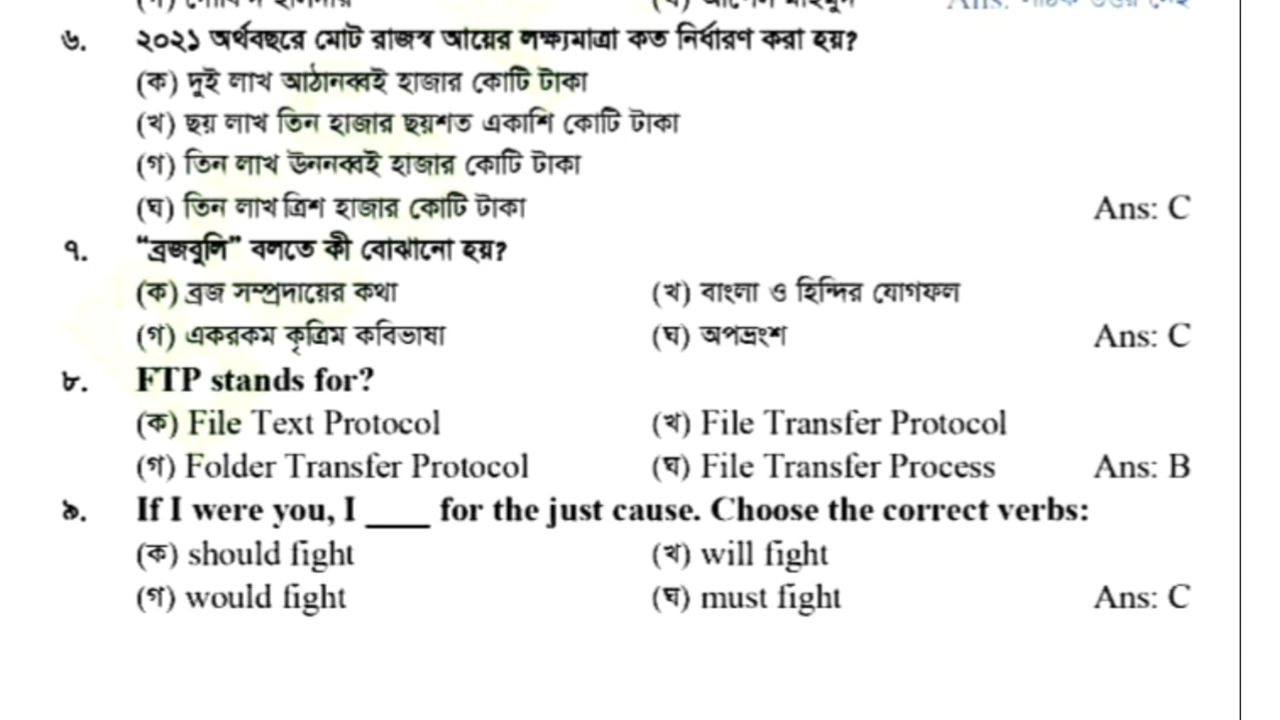 ৬. ২০২১ অর্থবছরে মোট রাজস্ব আয়ের লক্ষ্যমাত্রা কত নির্ধারণ করা হয়?
(ক) দুই লাখ আঠানব্বই হাজার কোটি টাকা
(খ) ছয় লাখ তিন হাজার ছয়শত একাশি কোটি টাকা
(গ) তিন লাখ ঊননব্বই হাজার কোটি টাকা
(ঘ) তিন লাখ ত্রিশ হাজার কোটি টাকা Ans: C
৭. “ব্রজবুলি” বলতে কী বোঝানো হয়?
(ক) ব্রজ সম্প্রদায়ের কথা (খ) বাংলা ও হিন্দির যোগফল
(গ) একরকম কৃত্রিম কবিভাষা (ঘ) অপভ্রংশ Ans: C
৮. FTP stands for?
(ক) File Text Protocol (খ) File Transfer Protocol
(গ) Folder Transfer Protocol (ঘ) File Transfer Process Ans: B
৯. If I were you, I ____ for the just cause. Choose the correct verbs:
(ক) should fight (খ) will fight
(গ) would fight (ঘ) must fight Ans: C